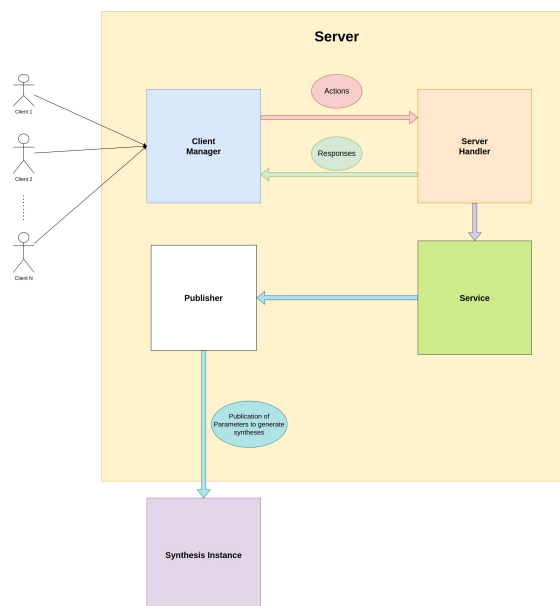 Server
Client 1
Client 2
Client N
Client
Manager
Actions
Responses
Server
Handler
Publisher
Service
Publication of
Parameters to generate
syntheses
Synthesis Instance